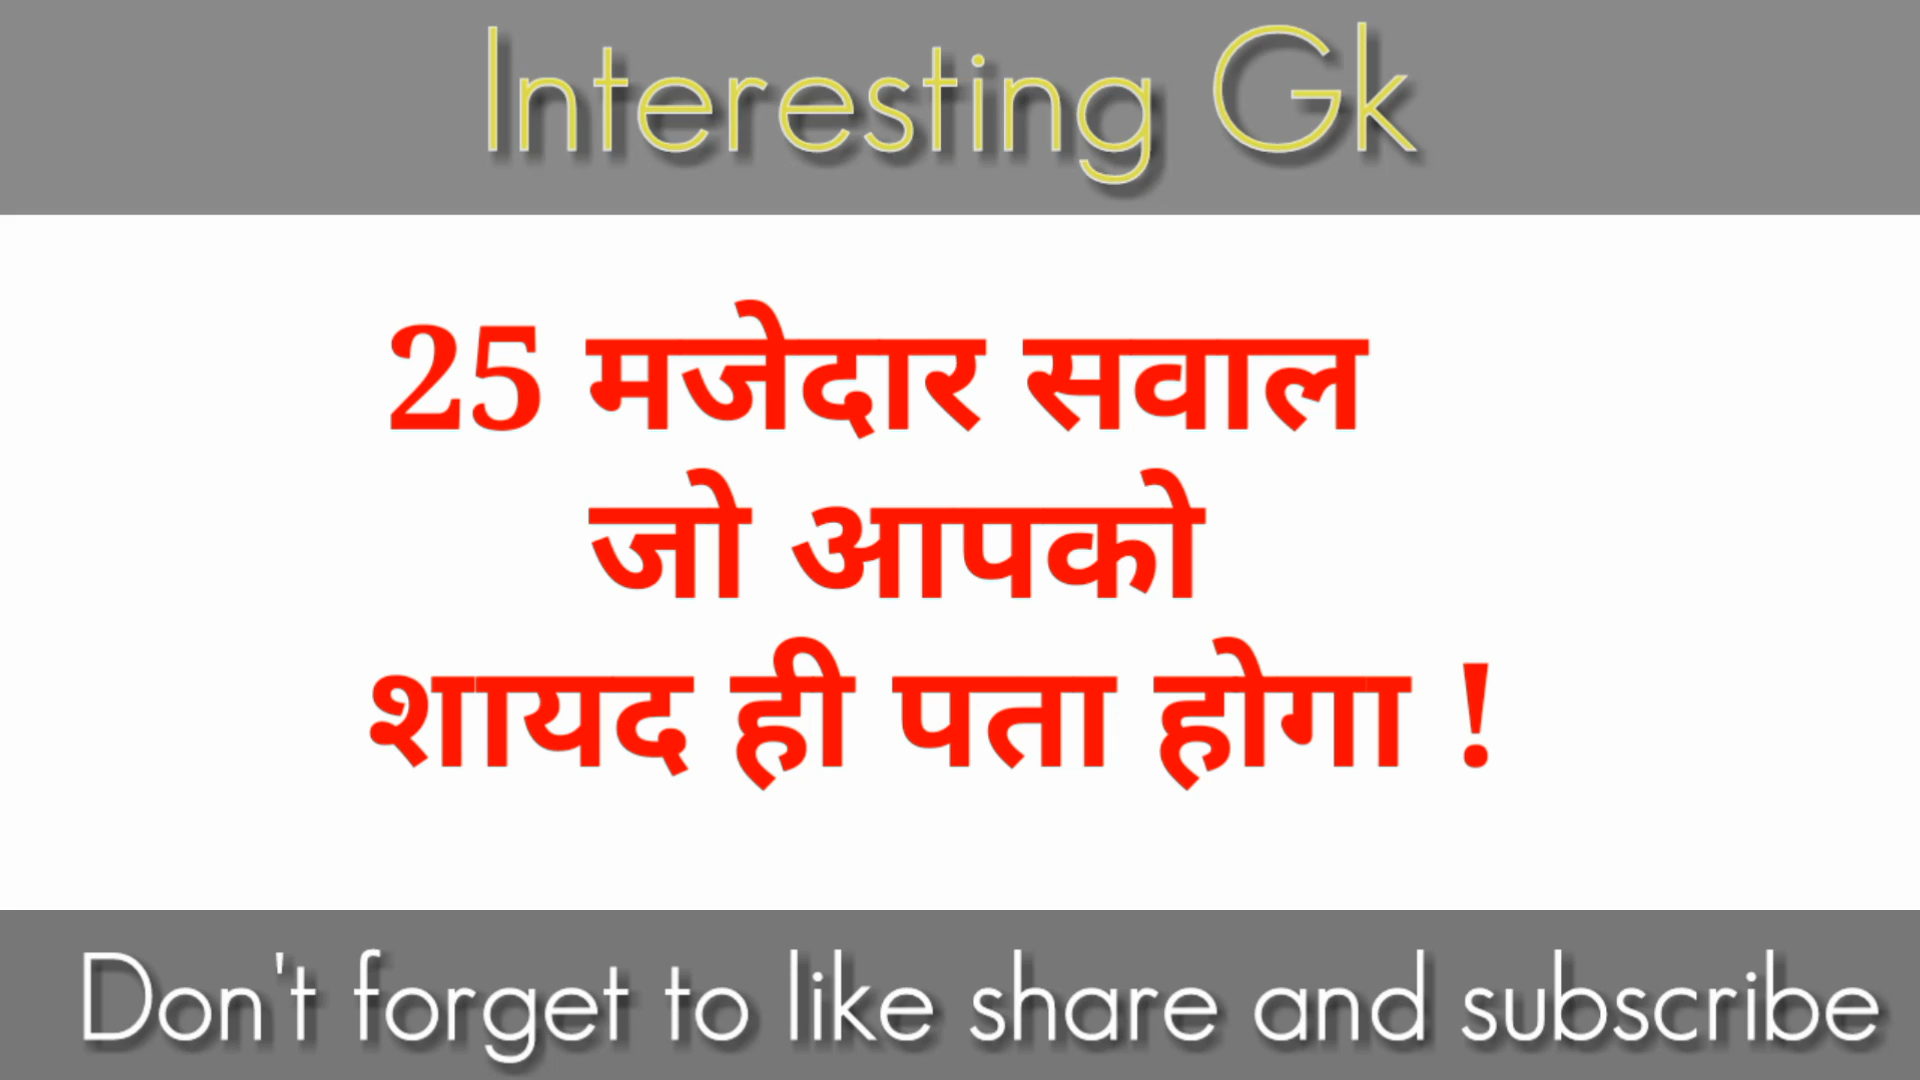 Interesting Gk
25 मजेदार सवाल
जो आपको
शायद ही पता होगा !
Don't forget to like share and subscribe